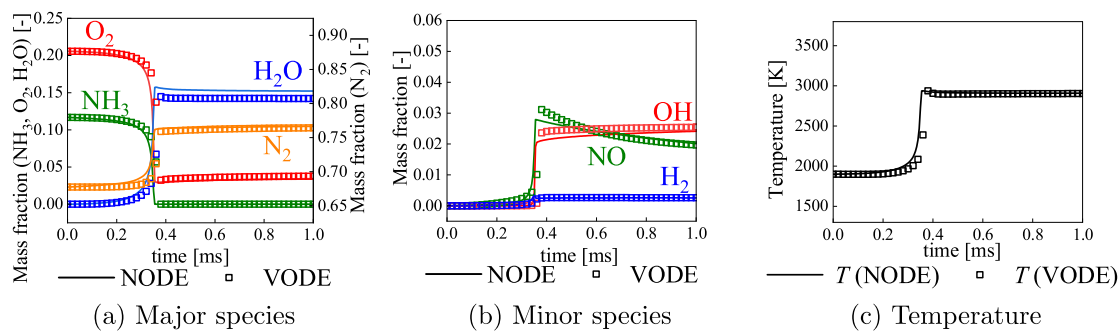 Mass fraction (NH3, O2, H2O) [-]
0.25
0.20
0.15
0.10
0.05
0.00
O2
NH3
H2O
N2
0.90
0.85
0.80
0.75
0.70
0.65
Mass fraction (N2) [-]
0.0 0.2 0.4 0.6 0.8 1.0
time [ms]
NODE VODE
(a) Major species
Mass fraction [-]
0.06
0.05
0.04
0.03
0.02
0.01
0.00
OH
NO
H2
0.0 0.2 0.4 0.6 0.8 1.0
time [ms]
NODE VODE
(b) Minor species
Temperature [K]
3500
3000
2500
2000
1500
0.0 0.2 0.4 0.6 0.8 1.0
time [ms]
T (NODE) T (VODE)
(c) Temperature